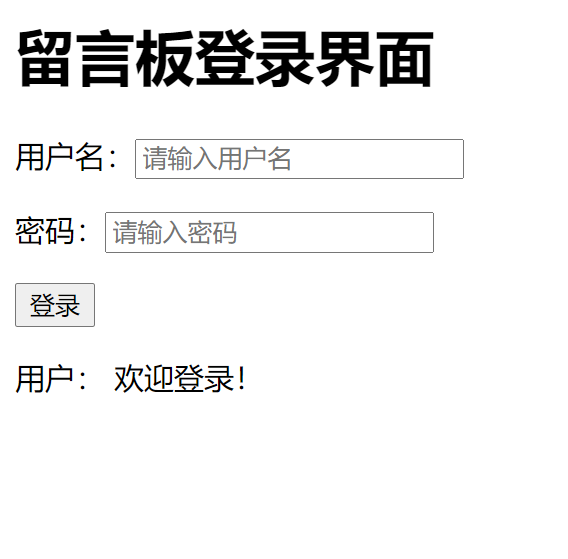 留言板登录界面
用户名：请输入用户名
密码：请输入密码
登录
用户： 欢迎登录！